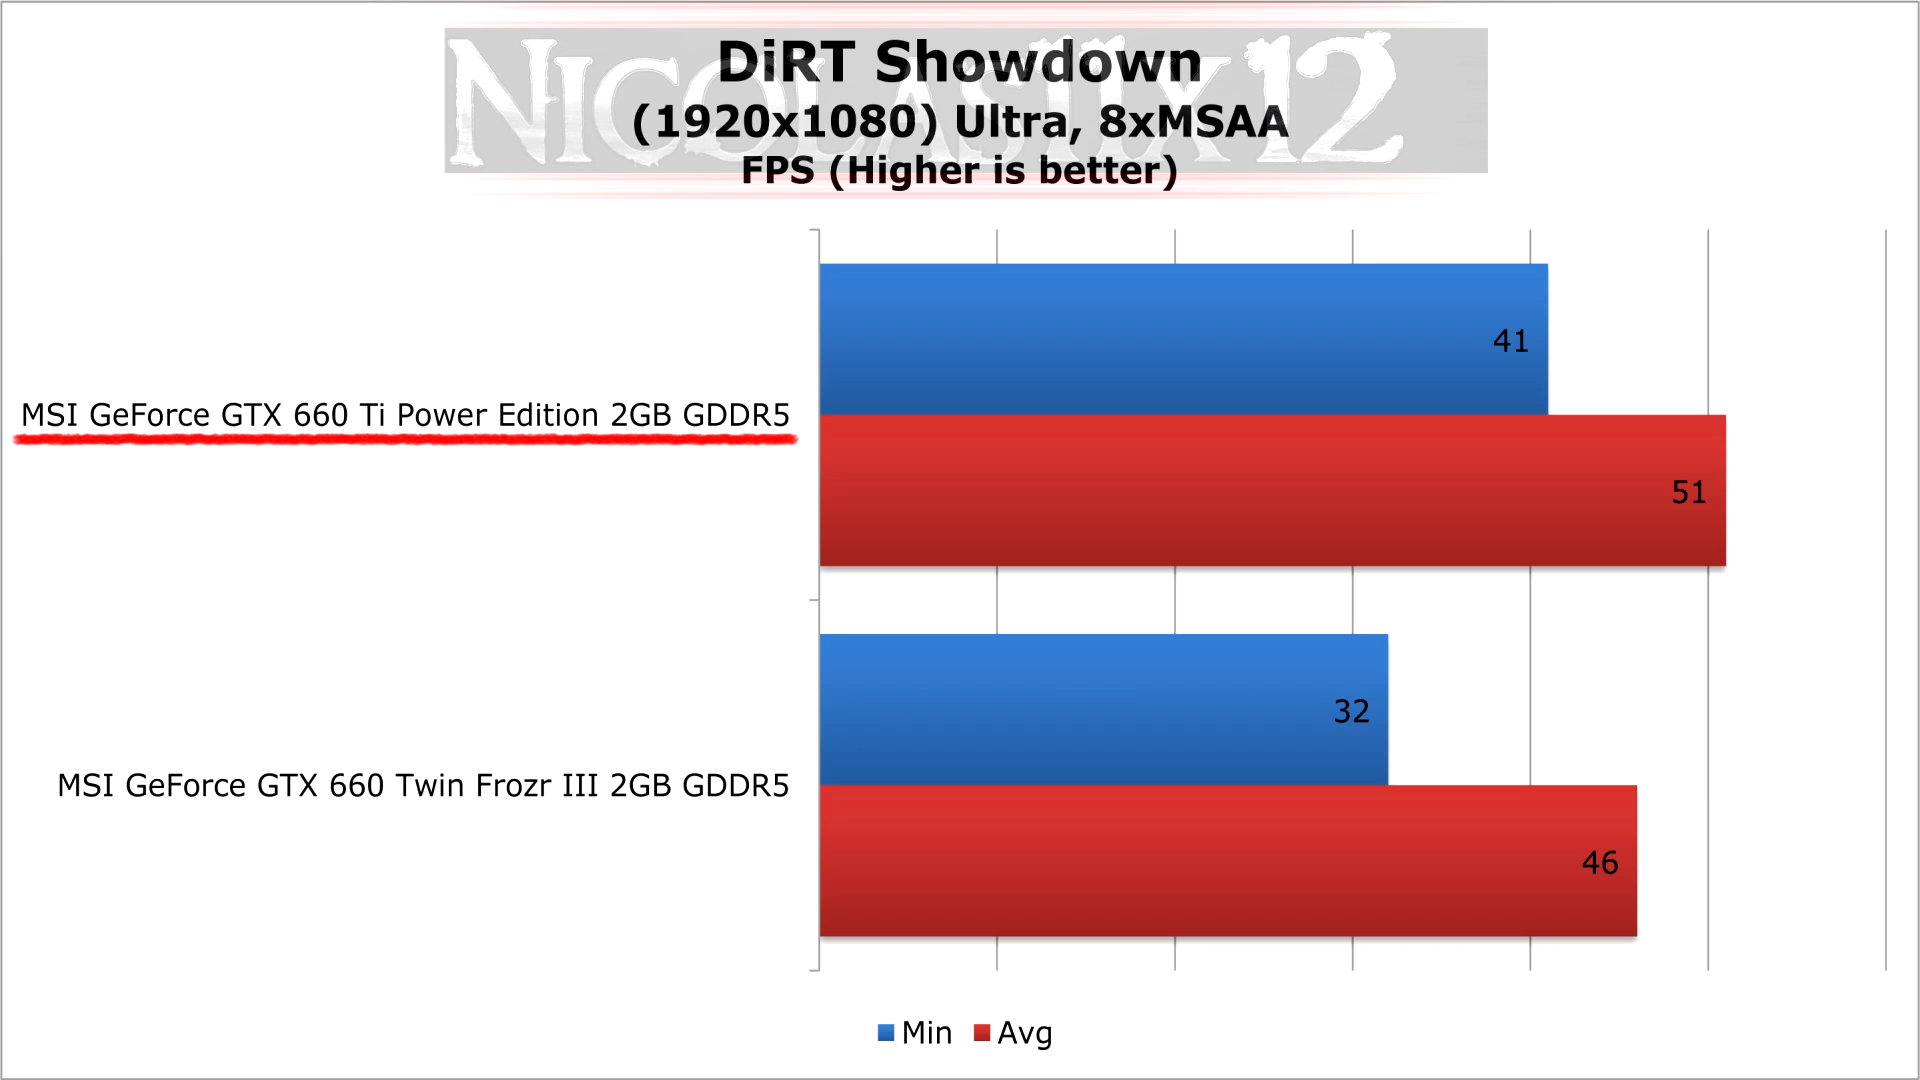 NICOLAS11X12
DiRT Showdown
(1920x1080) Ultra, 8xMSAA
FPS (Higher is better)
41
MSI GeForce GTX 660 Ti Power Edition 2GB GDDR5
51
32
MSI GeForce GTX 660 Twin Frozr III 2GB GDDR5
46
Min Avg